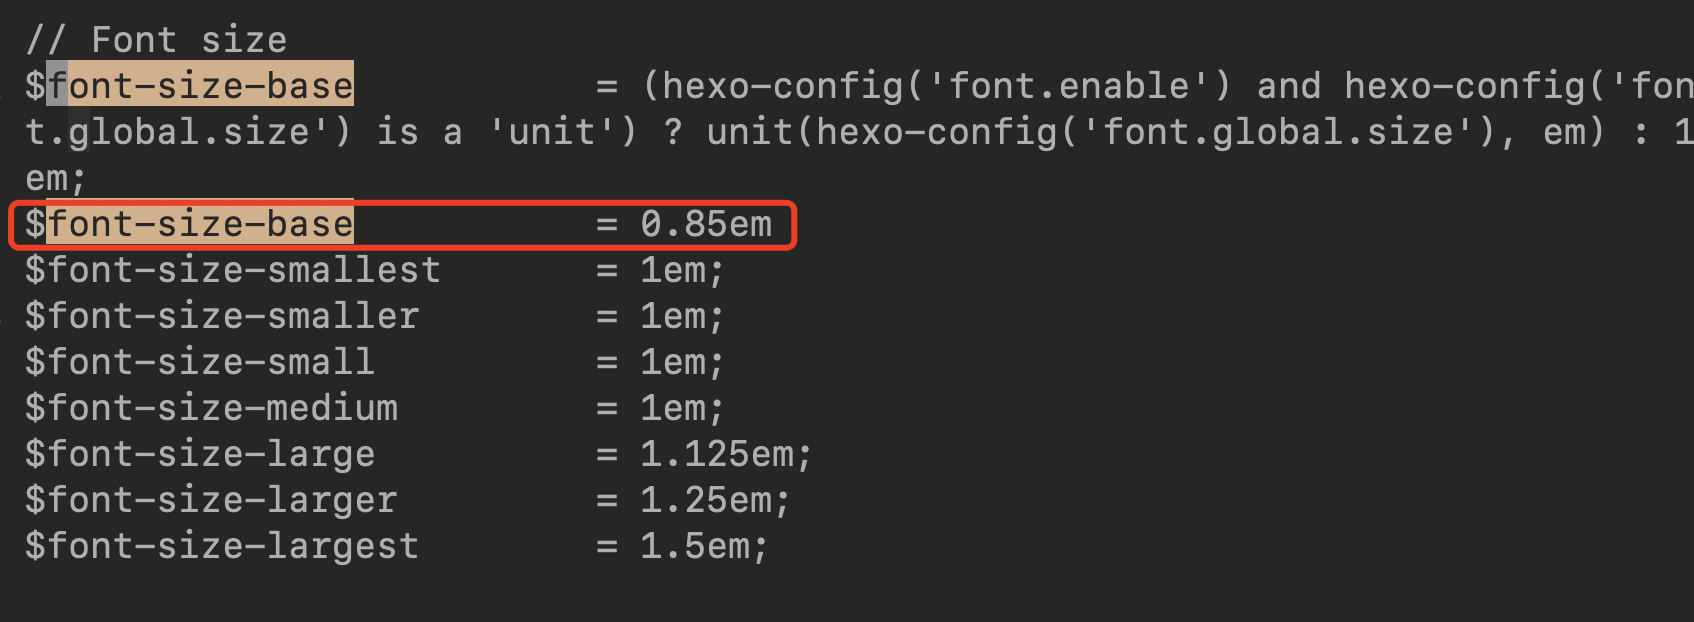 // Font size
$font-size-base           = (hexo-config('font.enable') and hexo-config('fon
t.global.size') is a 'unit') ? unit(hexo-config('font.global.size'), em) : 1
em;
$font-size-base           = 0.85em
$font-size-smallest       = 1em;
$font-size-smaller        = 1em;
$font-size-small          = 1em;
$font-size-medium         = 1em;
$font-size-large          = 1.125em;
$font-size-larger         = 1.25em;
$font-size-largest        = 1.5em;